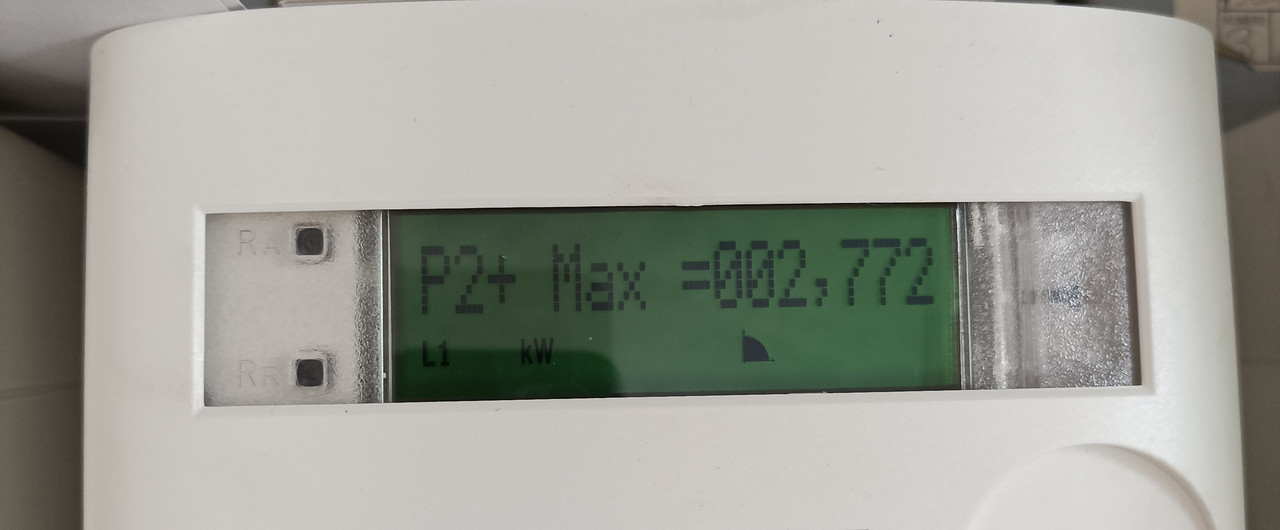 P2+ Max =002,772
L1 kW
RA
RR